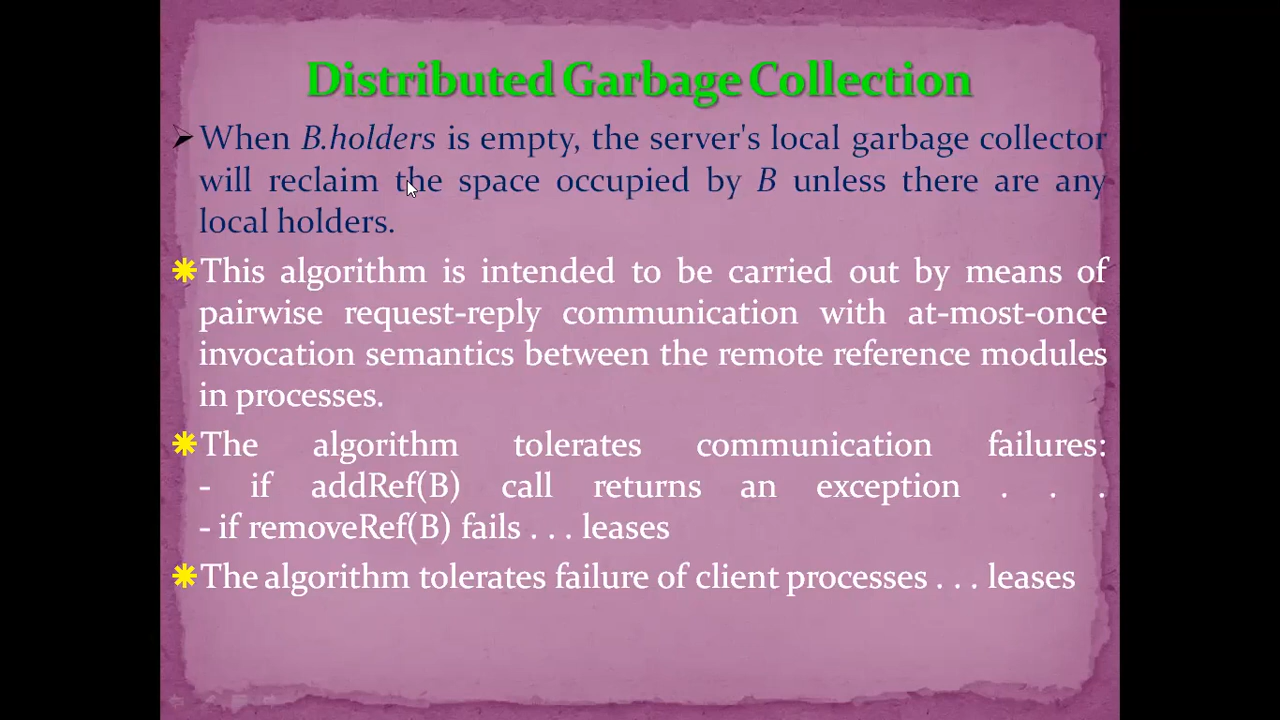 Distributed Garbage Collection
When B.holders is empty, the server's local garbage collector
will reclaim the space occupied by B unless there are any
local holders.
This algorithm is intended to be carried out by means of
pairwise request-reply communication with at-most-once
invocation semantics between the remote reference modules
in processes.
The algorithm tolerates communication failures:
- if addRef(B) call returns an exception . . .
- if removeRef(B) fails . . . leases
The algorithm tolerates failure of client processes . . . leases